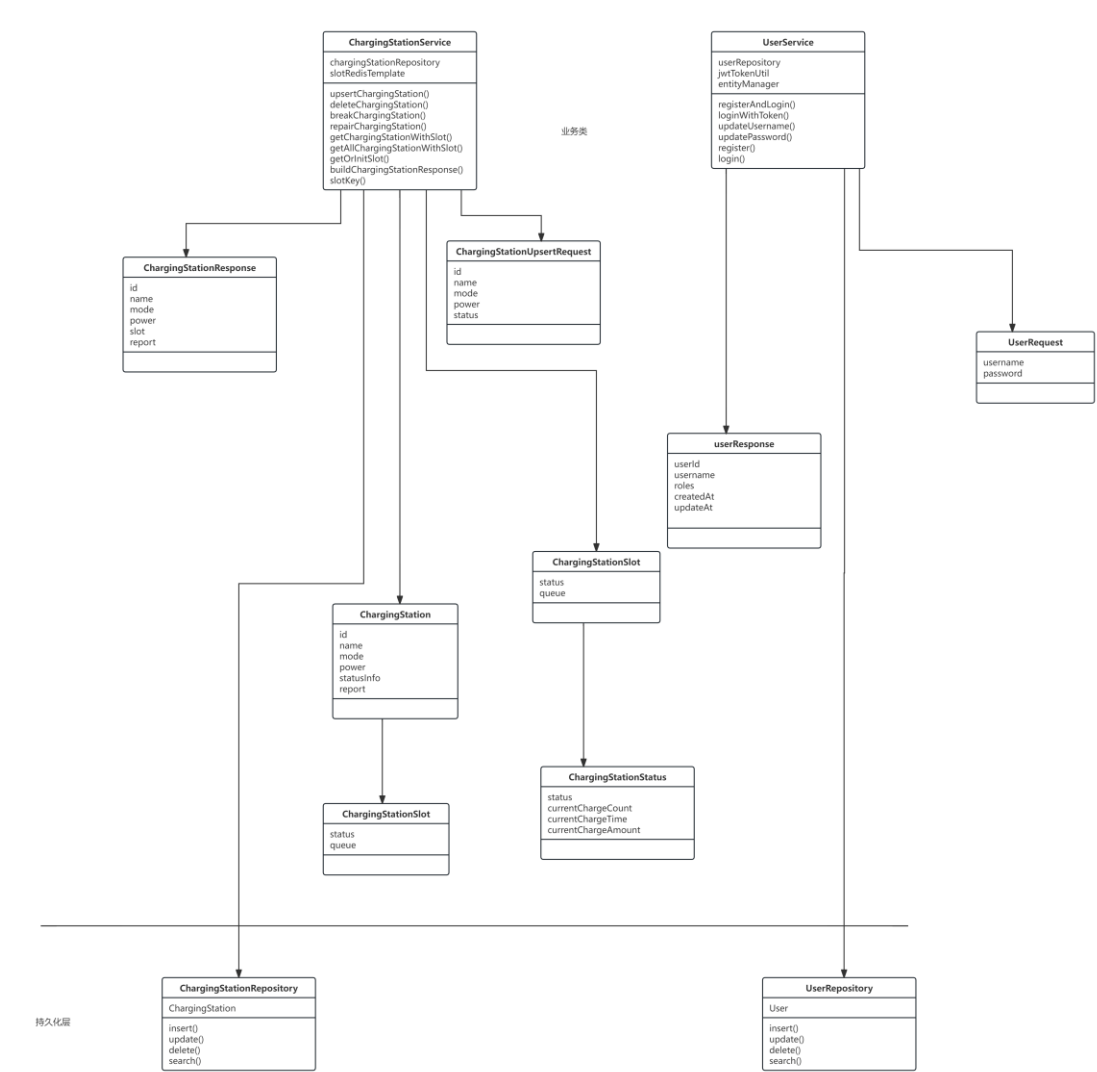 ChargingStationService
chargingStationRepository
slotRedisTemplate
upsertChargingStation()
deleteChargingStation()
breakChargingStation()
repairChargingStation()
getChargingStationWithSlot()
getAllChargingStationWithSlot()
getOrInitSlot()
buildChargingStationResponse()
slotKey()
UserService
userRepository
jwtTokenUtil
entityManager
registerAndLogin()
loginWithToken()
updateUsername()
updatePassword()
register()
login()
业务类
ChargingStationResponse
id
name
mode
power
slot
report
ChargingStationUpsertRequest
id
name
mode
power
status
UserRequest
username
password
userResponse
userId
username
roles
createdAt
updateAt
ChargingStationSlot
status
queue
ChargingStation
id
name
mode
power
statusInfo
report
ChargingStationStatus
status
currentChargeCount
currentChargeTime
currentChargeAmount
ChargingStationSlot
status
queue
持久化层
ChargingStationRepository
ChargingStation
insert()
update()
delete()
search()
UserRepository
User
insert()
update()
delete()
search()